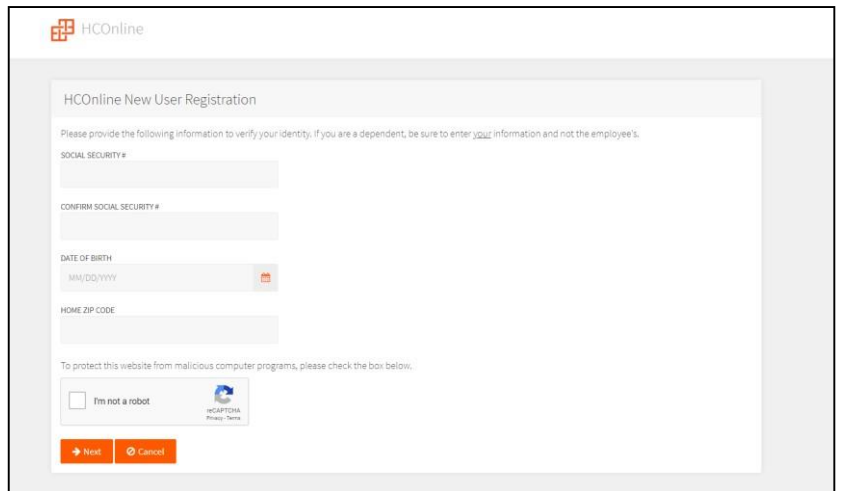 HCOnline
HCOnline New User Registration
Please provide the following information to verify your identity. If you are a dependent, be sure to enter your information and not the employee's.
SOCIAL SECURITY #
CONFIRM SOCIAL SECURITY #
DATE OF BIRTH
MM/DD/YYYY
HOME ZIP CODE
To protect this website from malicious computer programs, please check the box below.
I'm not a robot
reCAPTCHA
Privacy - Terms
Next
Cancel